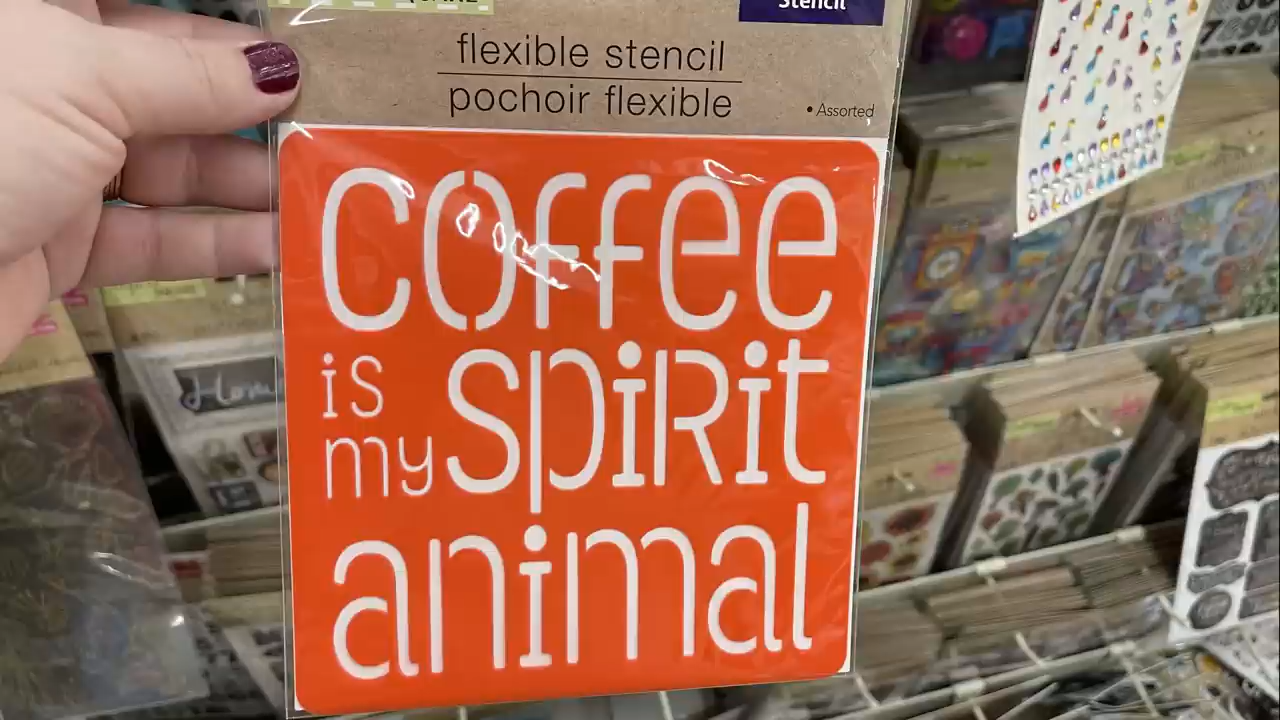 Stencil
flexible stencil
pochoir flexible
• Assorted
coffee
is
my spirit
animal
Home